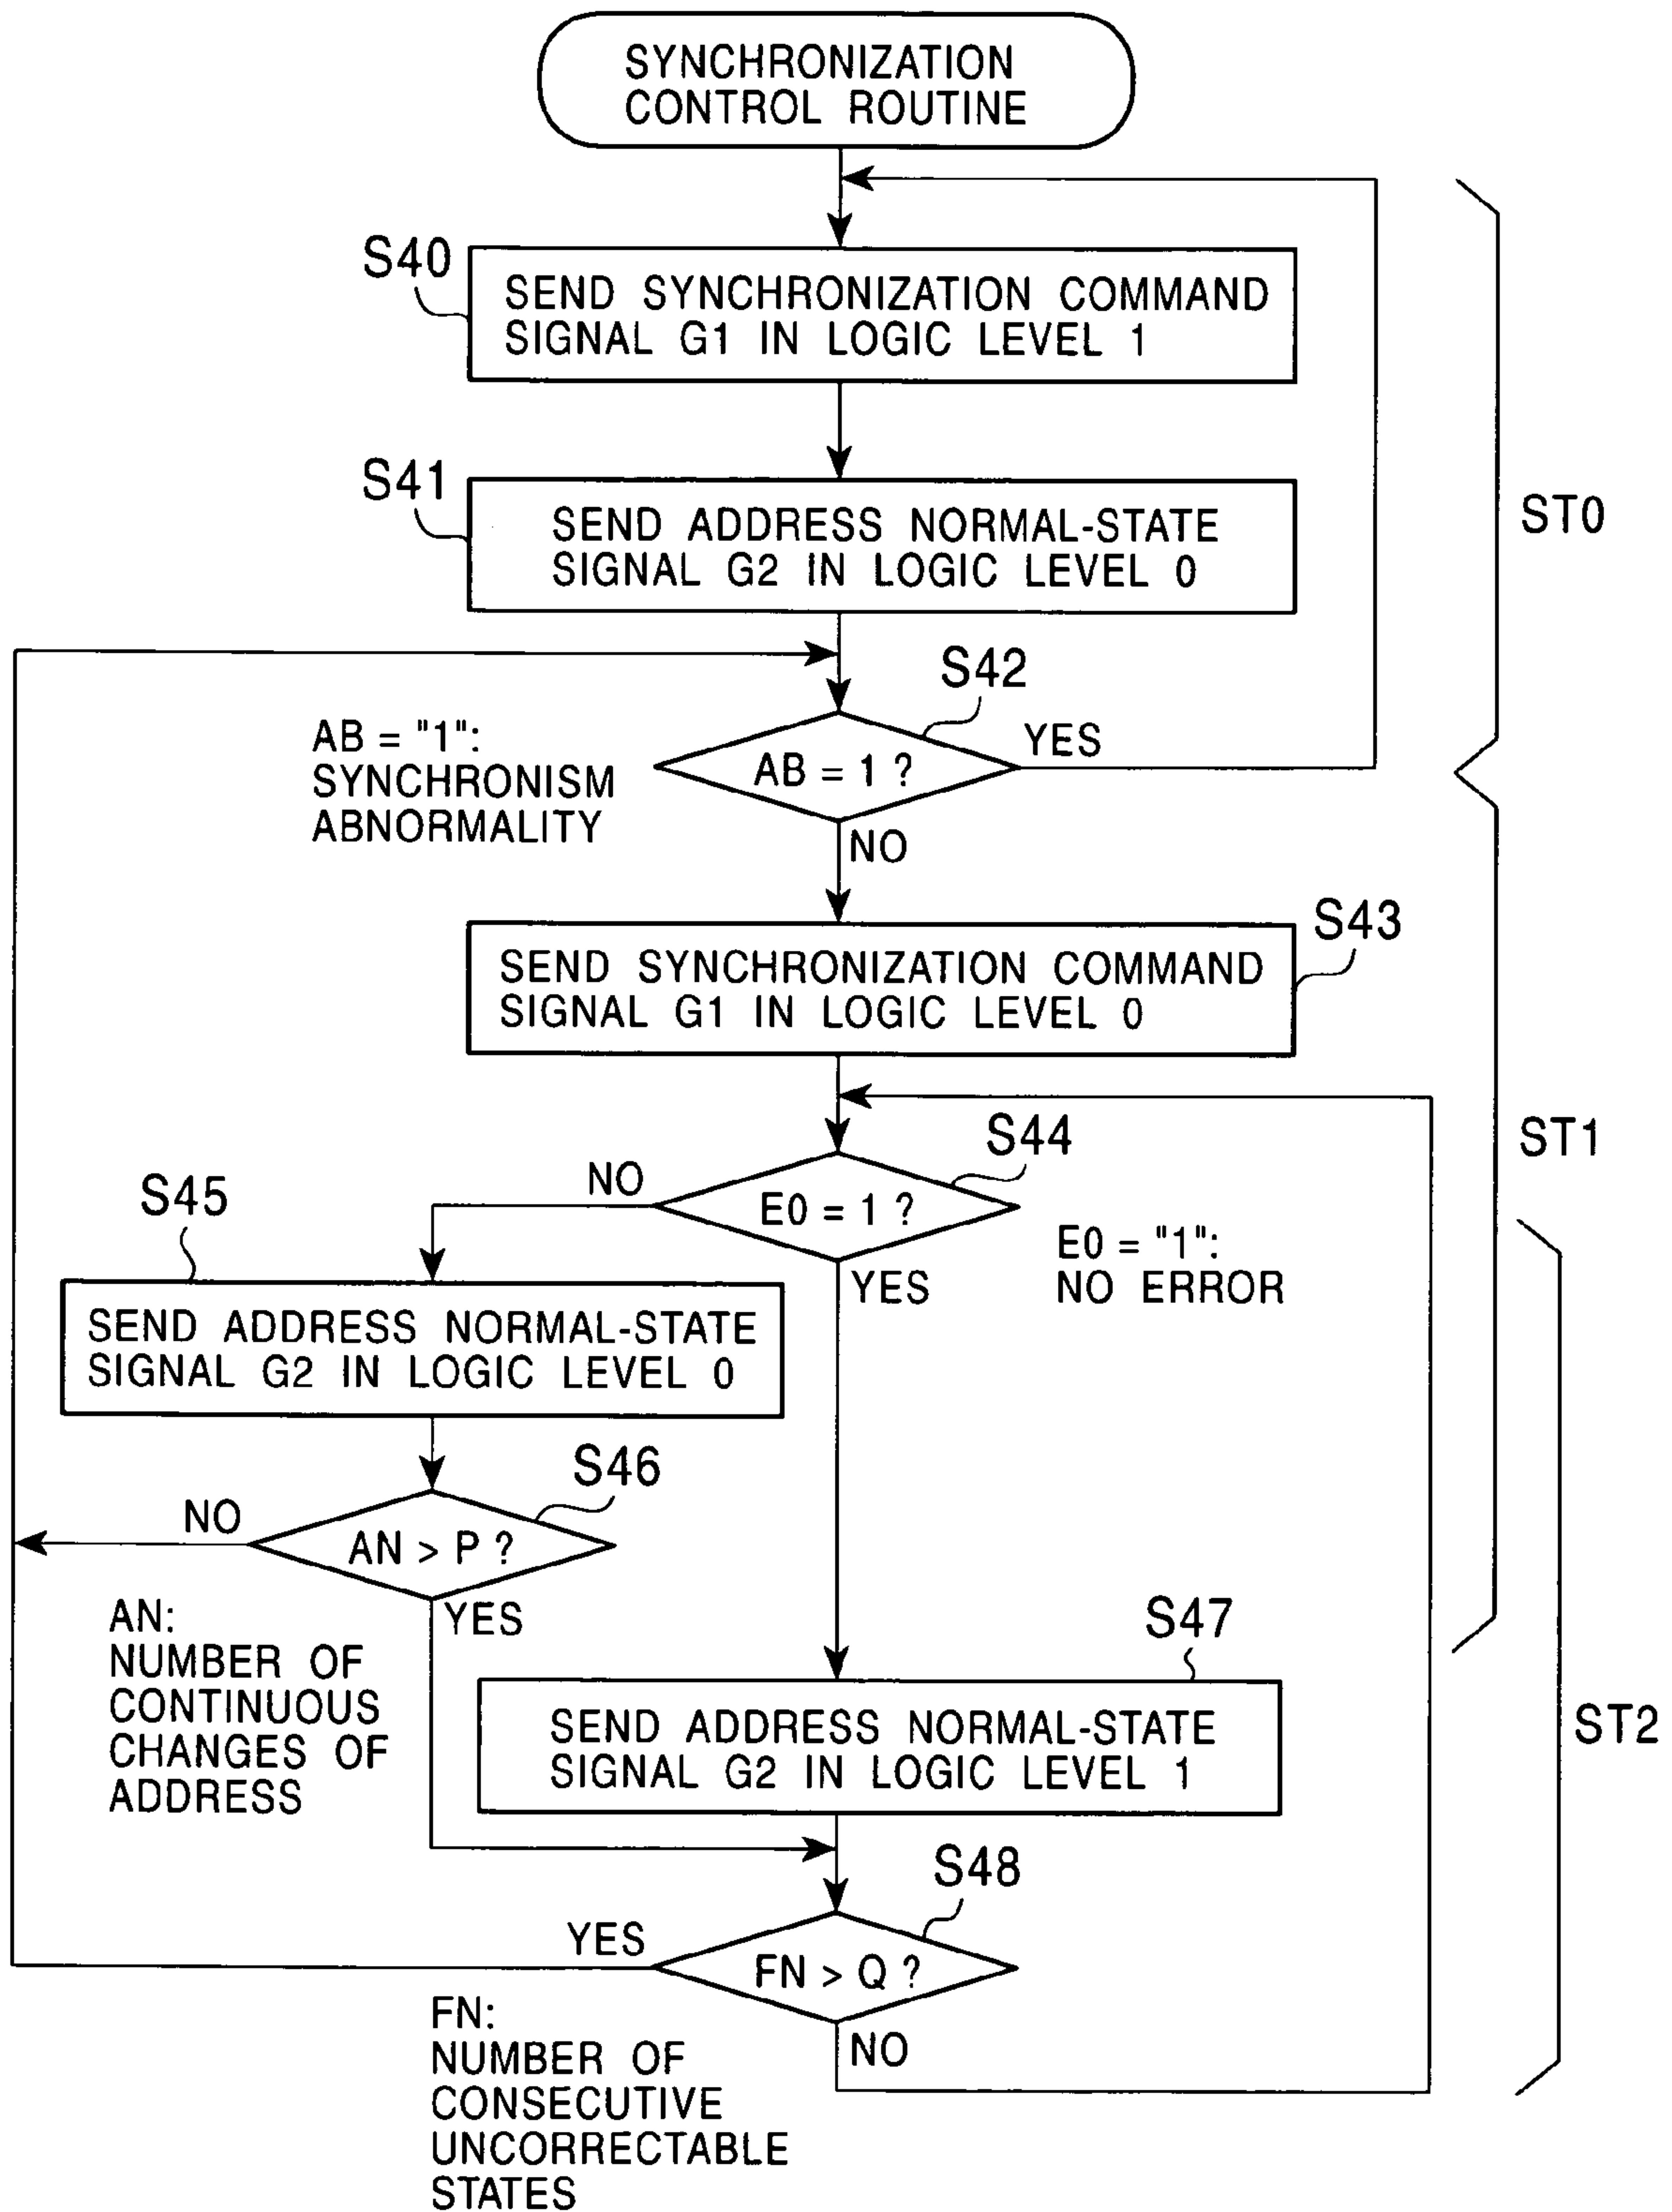 SYNCHRONIZATION
CONTROL ROUTINE
S40
SEND SYNCHRONIZATION COMMAND
SIGNAL G1 IN LOGIC LEVEL 1
S41
SEND ADDRESS NORMAL-STATE
SIGNAL G2 IN LOGIC LEVEL 0
ST0
S42
AB = "1":
SYNCHRONISM
ABNORMALITY
AB = 1 ?
YES
NO
S43
SEND SYNCHRONIZATION COMMAND
SIGNAL G1 IN LOGIC LEVEL 0
ST1
S44
NO
E0 = 1 ?
YES
E0 = "1":
NO ERROR
S45
SEND ADDRESS NORMAL-STATE
SIGNAL G2 IN LOGIC LEVEL 0
S46
NO
AN > P ?
YES
AN:
NUMBER OF
CONTINUOUS
CHANGES OF
ADDRESS
S47
SEND ADDRESS NORMAL-STATE
SIGNAL G2 IN LOGIC LEVEL 1
ST2
S48
YES
FN > Q ?
NO
FN:
NUMBER OF
CONSECUTIVE
UNCORRECTABLE
STATES